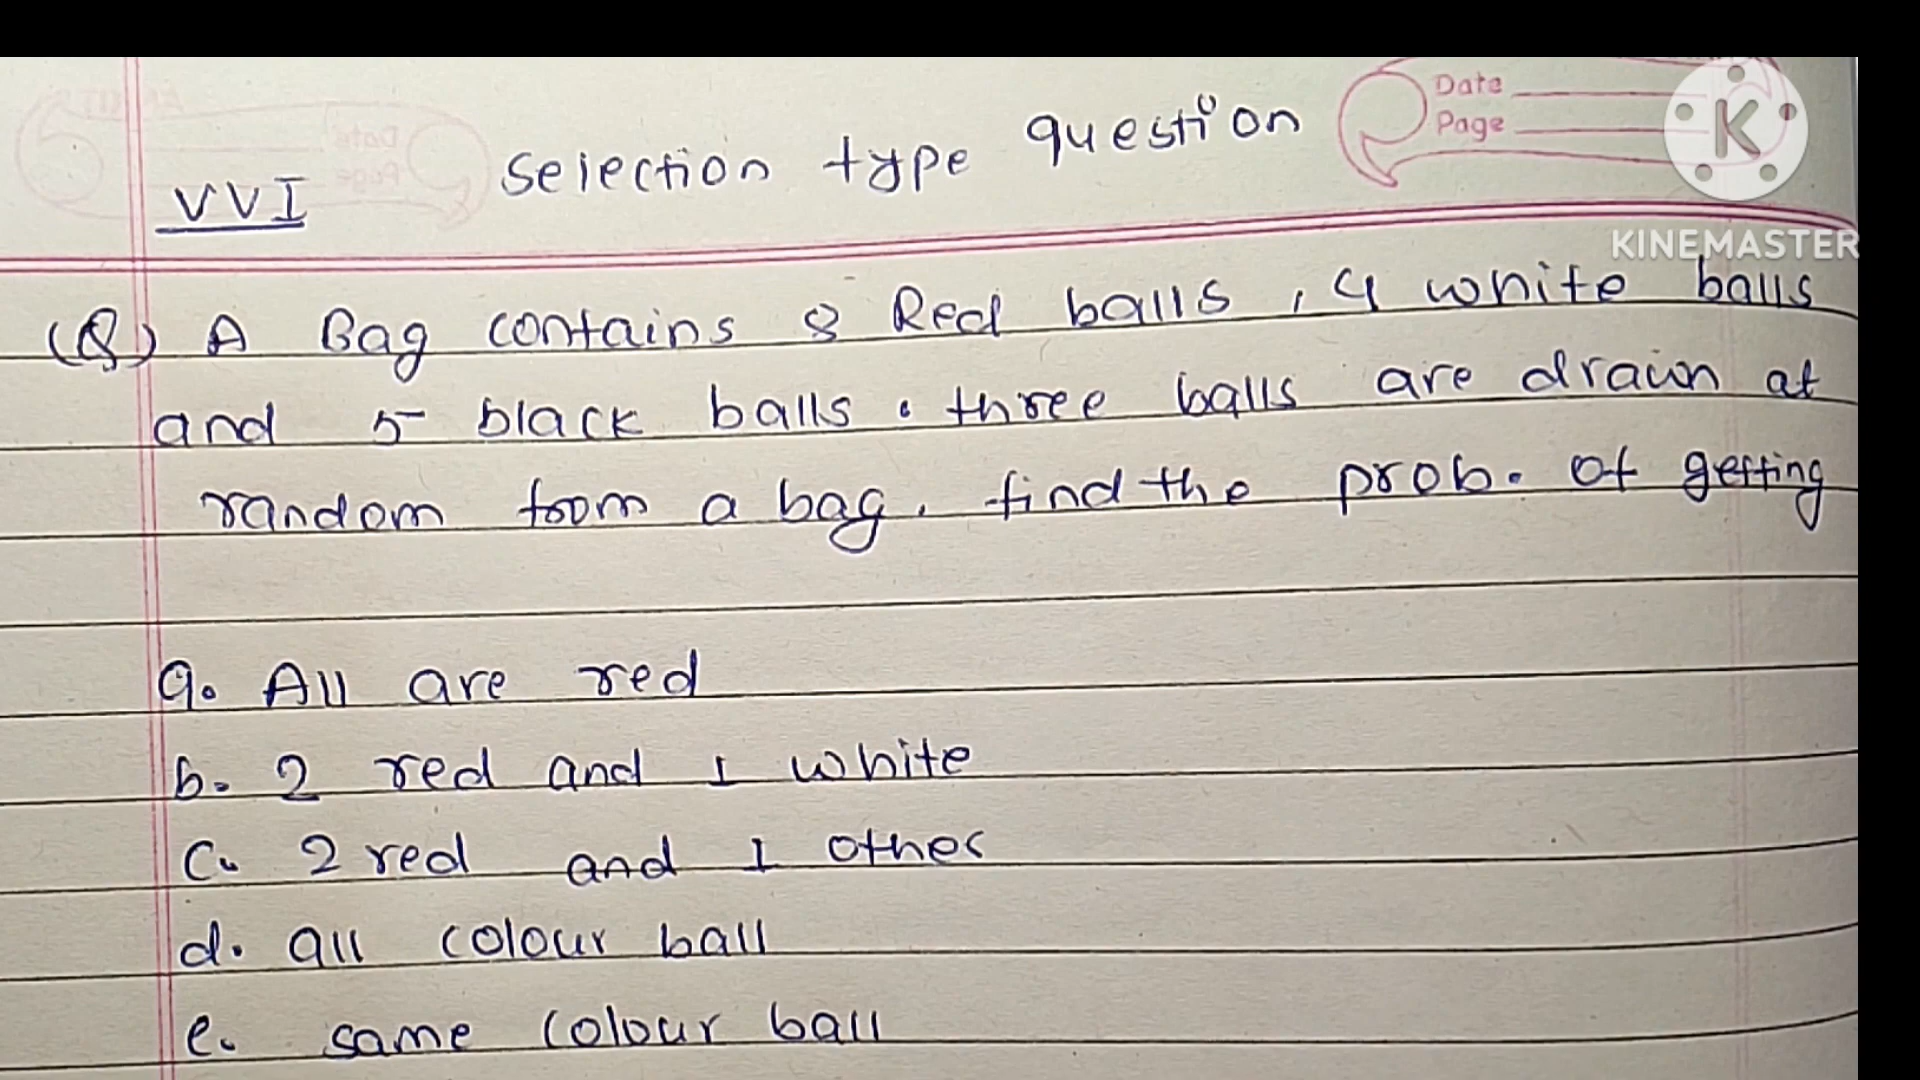 Date
Page
VVI selection type question
KINEMASTER
(Q) A Bag contains 8 Red balls, 4 white balls
and 5 black balls. three balls are drawn at
random from a bag. find the prob. of getting
a. All are red
b. 2 red and 1 white
c. 2 red and 1 other
d. all colour ball
e. same colour ball